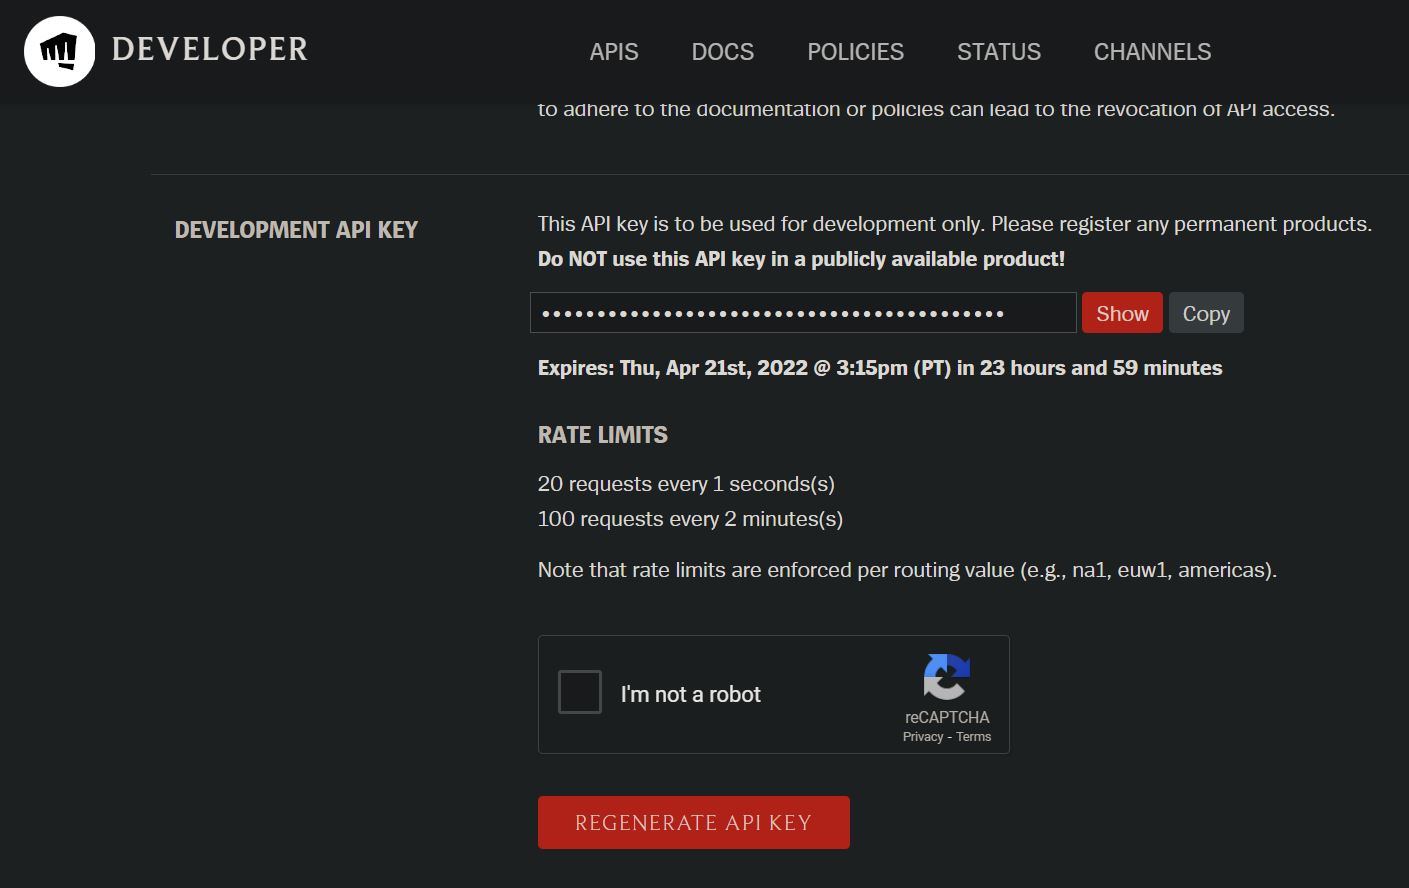 DEVELOPER
APIS
DOCS
POLICIES
STATUS
CHANNELS
to adhere to the documentation or policies can lead to the revocation of API access.
DEVELOPMENT API KEY
This API key is to be used for development only. Please register any permanent products.
Do NOT use this API key in a publicly available product!
••••••••••••••••••••••••••••••••••••••••••
Show
Copy
Expires: Thu, Apr 21st, 2022 @ 3:15pm (PT) in 23 hours and 59 minutes
RATE LIMITS
20 requests every 1 seconds(s)
100 requests every 2 minutes(s)
Note that rate limits are enforced per routing value (e.g., na1, euw1, americas).
I'm not a robot
reCAPTCHA
Privacy - Terms
REGENERATE API KEY